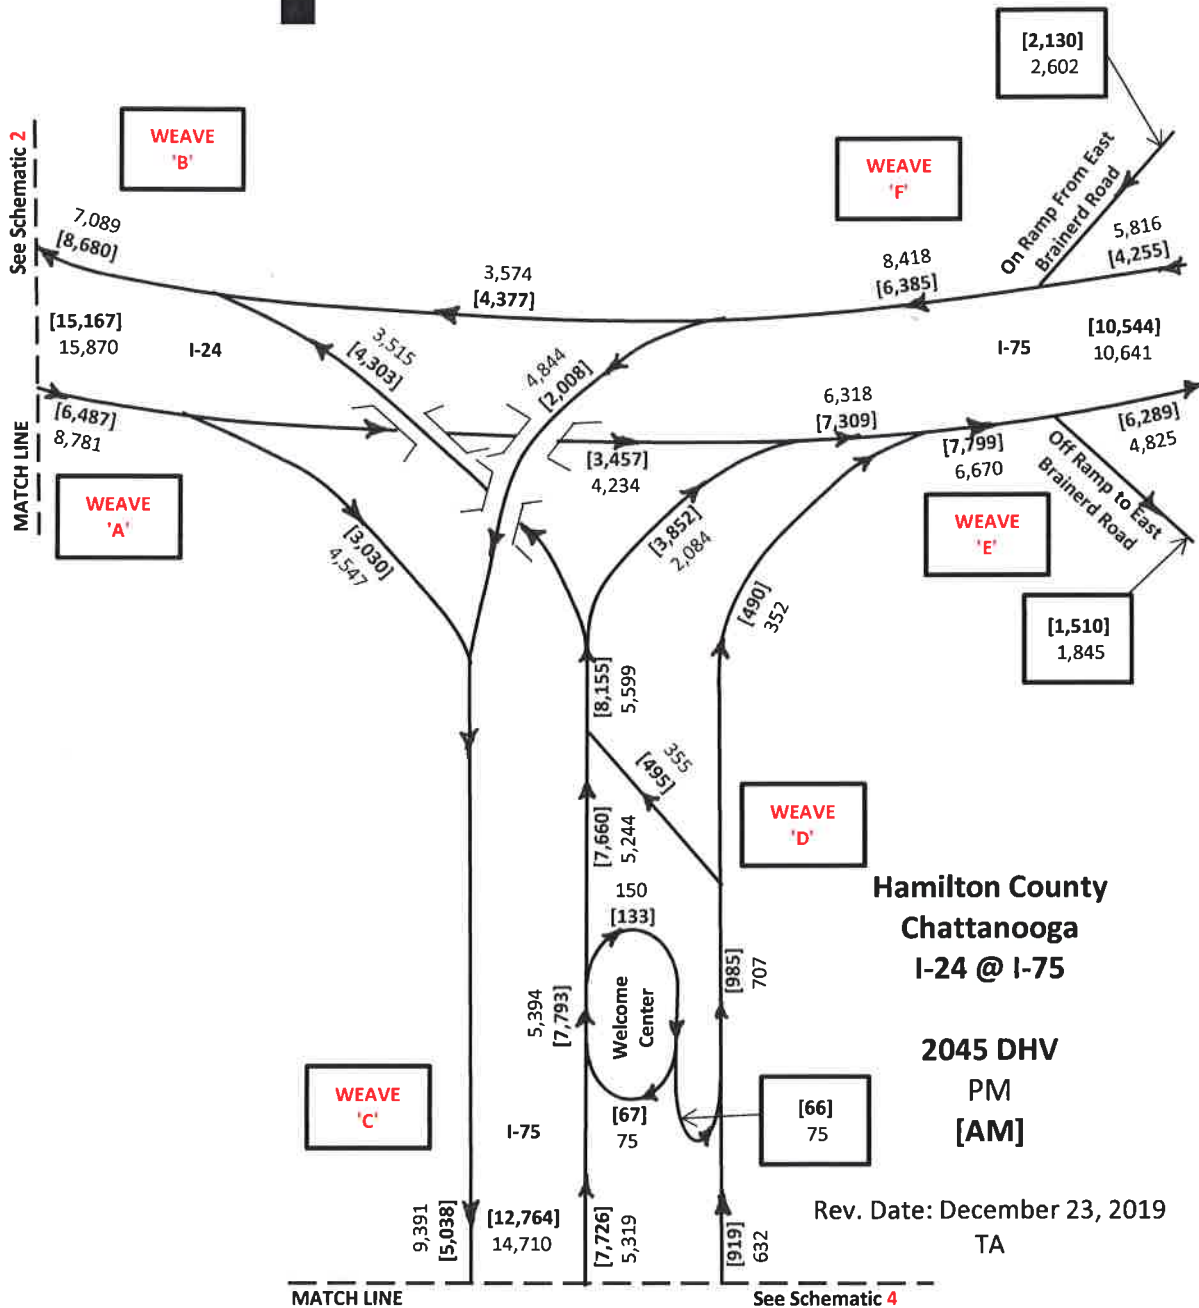 [2,130]
2,602
WEAVE
'B'
WEAVE
'F'
On Ramp From East
Brainerd Road
See Schematic 2
MATCH LINE
7,089
[8,680]
3,574
[4,377]
8,418
[6,385]
5,816
[4,255]
[15,167]
15,870
I-24
3,515
[4,303]
4,844
[2,008]
I-75
[10,544]
10,641
[6,487]
8,781
6,318
[7,309]
[3,457]
4,234
[7,799]
6,670
[6,289]
4,825
Off Ramp to East
Brainerd Road
WEAVE
'A'
WEAVE
'E'
[3,030]
4,547
[3,852]
2,084
[490]
352
[1,510]
1,845
[8,155]
5,599
355
[495]
[7,660]
5,244
WEAVE
'D'
150
[133]
Hamilton County
Chattanooga
I-24 @ I-75
5,394
[7,793]
Welcome
Center
[985]
707
2045 DHV
PM
[AM]
WEAVE
'C'
I-75
[67]
75
[66]
75
9,391
[5,038]
[12,764]
14,710
[7,726]
5,319
[919]
632
Rev. Date: December 23, 2019
TA
MATCH LINE
See Schematic 4